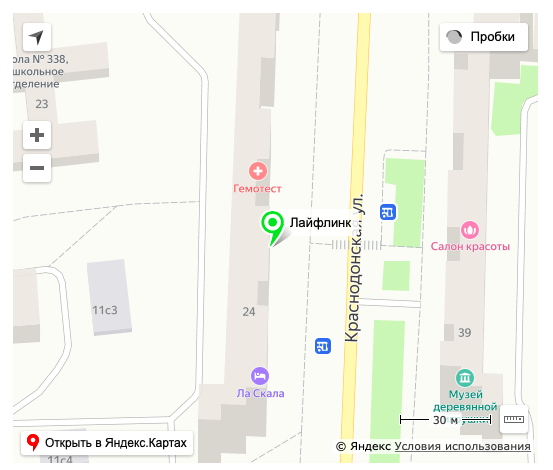 Пробки
ола № 338,
школьное
деление
23
Гемотест
Лайфлинк
Краснодонская ул.
Салон красоты
11с3
24
39
Ла Скала
Музей
деревянной
30 м
Открыть в Яндекс.Картах
© Яндекс Условия использования
11с4